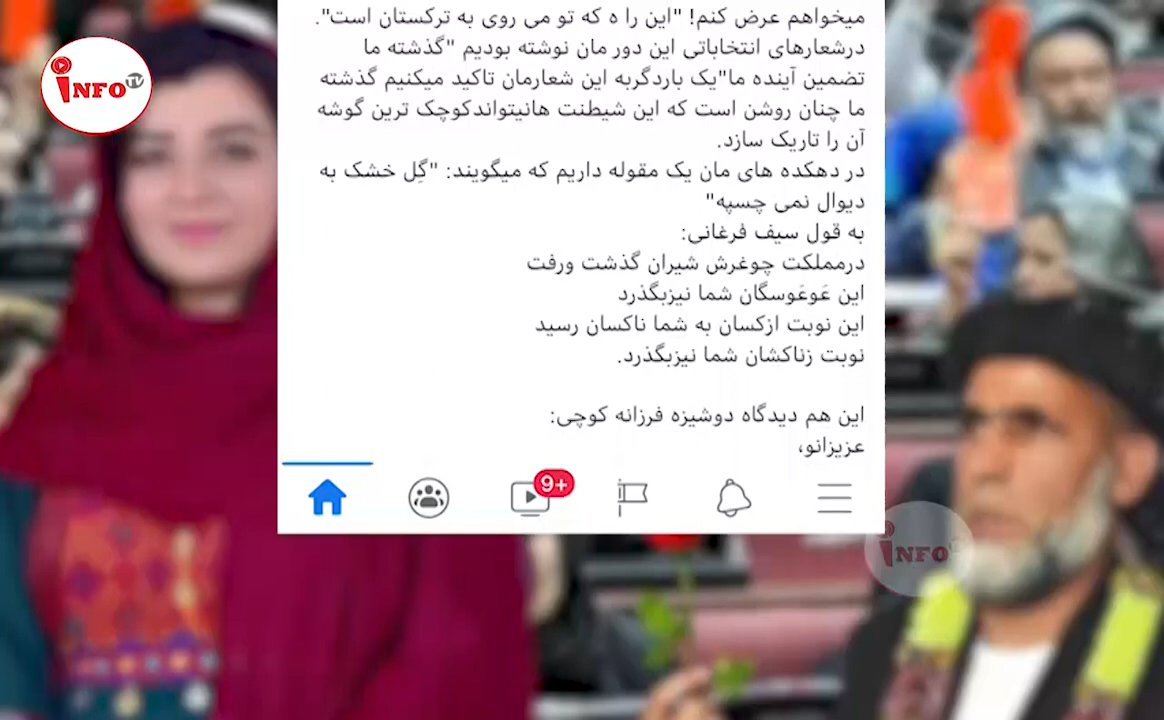 iNFO TV
میخواهم عرض کنم! "این را ه که تو می روی به ترکستان است".
درشعارهای انتخاباتی این دور مان نوشته بودیم "گذشته ما
تضمین آینده ما"یک باردگربه این شعارمان تاکید میکنیم گذشته
ما چنان روشن است که این شیطنت هانیتواندکوچک ترین گوشه
آن را تاریک سازد.
در دهکده های مان یک مقوله داریم که میگویند: "گِل خشک به
دیوال نمی چسپه"
به قول سیف فرغانی:
درمملکت چوغرش شیران گذشت ورفت
این عَوعَوسگان شما نیزبگذرد
این نوبت ازکسان به شما ناکسان رسید
نوبت زناکشان شما نیزبگذرد.
این هم دیدگاه دوشیزه فرزانه کوچی:
عزیزانو،
9+
iNFO